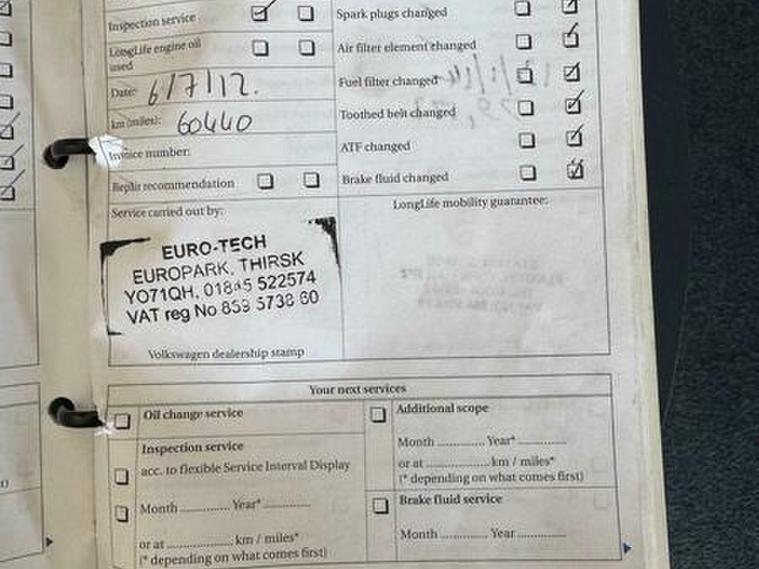 Inspection service
LongLife engine oil
used
Date: 6/7/12.
km (miles): 60440
Invoice number:
Repair recommendation
Service carried out by:
EURO-TECH
EUROPARK, THIRSK
YO71QH, 01845 522574
VAT reg No 859 5738 60
Volkswagen dealership stamp
Spark plugs changed
Air filter element changed
Fuel filter changed
Toothed belt changed
ATF changed
Brake fluid changed
LongLife mobility guarantee:
Your next services
Oil change service
Inspection service
acc. to flexible Service Interval Display
Month ............ Year* ............
or at ................. km / miles*
(* depending on what comes first)
Additional scope
Month ............ Year* ............
or at ................. km / miles*
(* depending on what comes first)
Brake fluid service
Month ............ Year ............